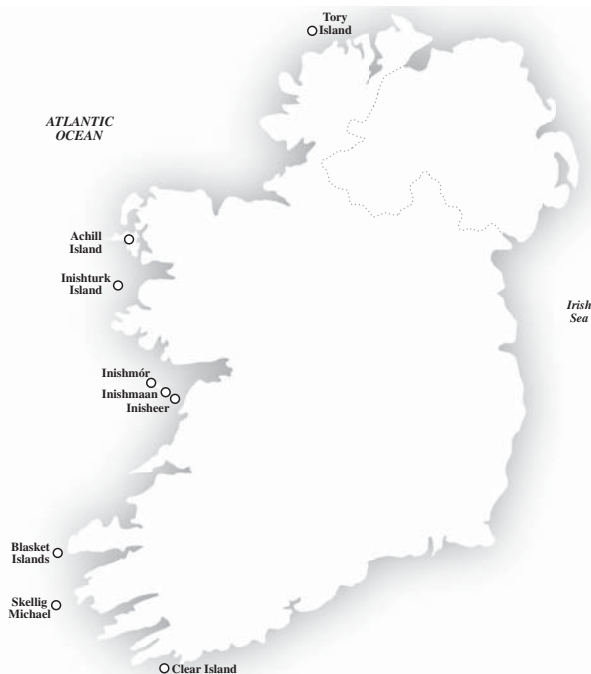 Tory
Island
ATLANTIC
OCEAN
Achill
Island
Inishturk
Island
Irish
Sea
Inishmór
Inishmaan
Inisheer
Blasket
Islands
Skellig
Michael
Clear Island